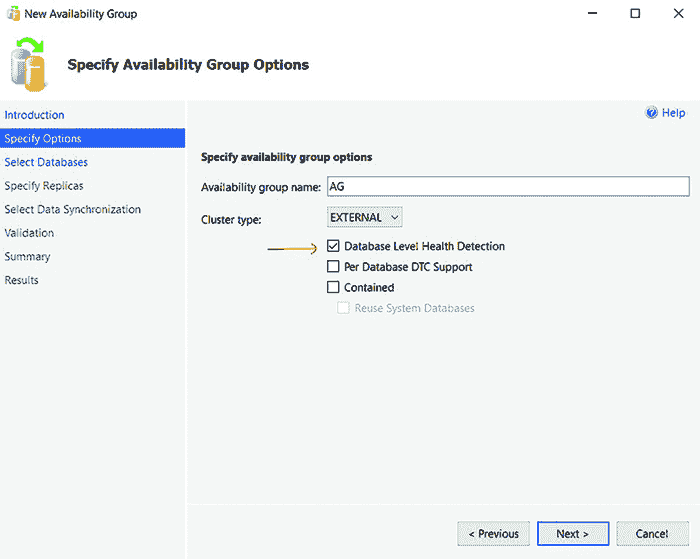 New Availability Group
Specify Availability Group Options
Introduction
Specify Options
Select Databases
Specify Replicas
Select Data Synchronization
Validation
Summary
Results
Help
Specify availability group options
Availability group name: AG
Cluster type: EXTERNAL
Database Level Health Detection
Per Database DTC Support
Contained
Reuse System Databases
< Previous Next > Cancel